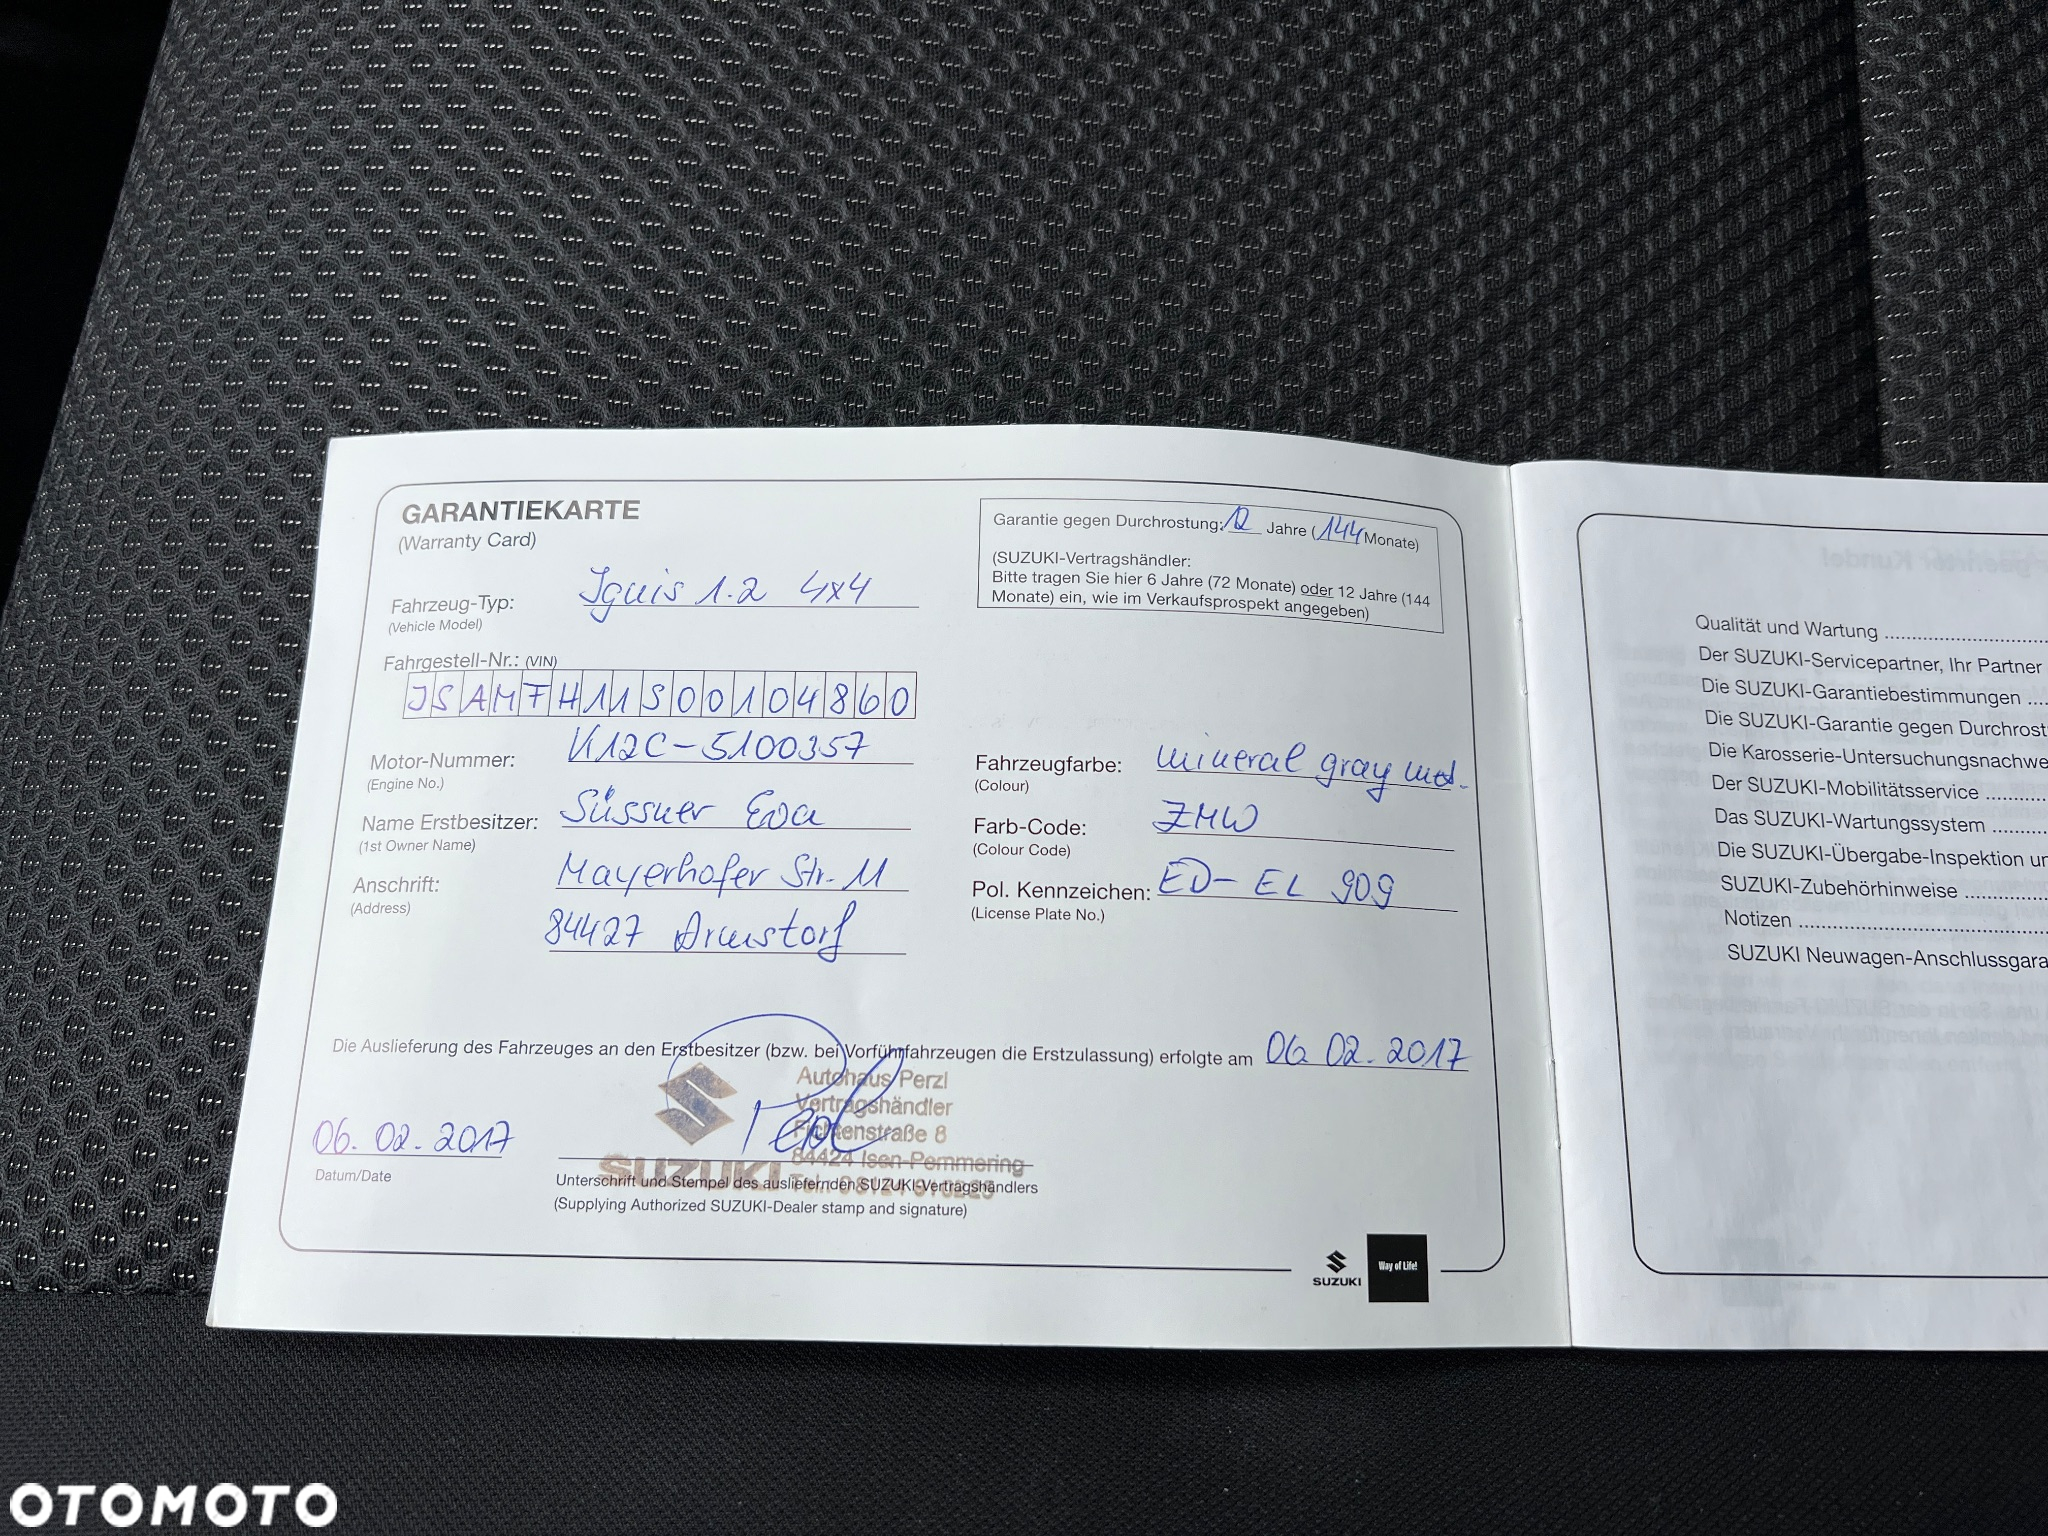 GARANTIEKARTE
(Warranty Card)
Garantie gegen Durchrostung: 12 Jahre (144 Monate)
(SUZUKI-Vertragshändler:
Bitte tragen Sie hier 6 Jahre (72 Monate) oder 12 Jahre (144
Monate) ein, wie im Verkaufsprospekt angegeben)
Fahrzeug-Typ: Ignis 1.2 4x4
(Vehicle Model)
Fahrgestell-Nr.: (VIN)
JSAMFH11S00104860
Motor-Nummer: K12C-5100357
(Engine No.)
Name Erstbesitzer: Süssner Eva
(1st Owner Name)
Anschrift: Mayerhofer Str. 11
(Address)
84427 Armstorf
Fahrzeugfarbe: mineral gray met.
(Colour)
Farb-Code: ZMW
(Colour Code)
Pol. Kennzeichen: ED-EL 909
(License Plate No.)
Die Auslieferung des Fahrzeuges an den Erstbesitzer (bzw. bei Vorführfahrzeugen die Erstzulassung) erfolgte am 06.02.2017
Autohaus Perzl
Vertragshändler
Fichtenstraße 8
84424 Isen-Pemmering
SUZUKI
06.02.2017
Datum/Date
Unterschrift und Stempel des ausliefernden SUZUKI-Vertragshändlers
(Supplying Authorized SUZUKI-Dealer stamp and signature)
SUZUKI
Way of Life!
Qualität und Wartung ..........................
Der SUZUKI-Servicepartner, Ihr Partner
Die SUZUKI-Garantiebestimmungen ....
Die SUZUKI-Garantie gegen Durchrost
Die Karosserie-Untersuchungsnachwe
Der SUZUKI-Mobilitätsservice ..........
Das SUZUKI-Wartungssystem ........
Die SUZUKI-Übergabe-Inspektion un
SUZUKI-Zubehörhinweise ..............
Notizen ..........................................
SUZUKI Neuwagen-Anschlussgara
OTOMOTO